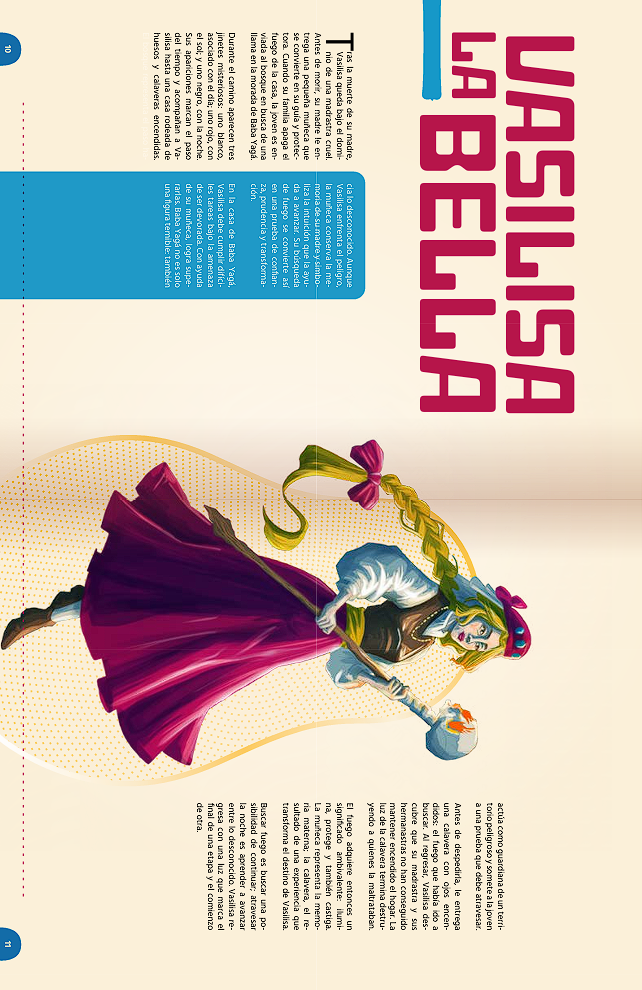 VASILISA
LA BELLA
Tras la muerte de su madre,
Vasilisa queda bajo el domi-
nio de una madrastra cruel.
Antes de morir, su madre le en-
trega una pequeña muñeca que
se convierte en su guía y protec-
tora. Cuando su familia apaga el
fuego de la casa, la joven es en-
viada al bosque en busca de una
llama en la morada de Baba Yagá.
Durante el camino aparecen tres
jinetes misteriosos: uno blanco,
asociado con el día; uno rojo, con
el sol, y uno negro, con la noche.
Sus apariciones marcan el paso
del tiempo y acompañan a Va-
silisa hasta una casa rodeada de
huesos y calaveras encendidas.
cia lo desconocido. Aunque
Vasilisa enfrenta el peligro,
la muñeca conserva la me-
moria de su madre y simbo-
liza la intuición que la ayu-
da a avanzar. Su búsqueda
de fuego se convierte así
en una prueba de confian-
za, prudencia y transforma-
ción.
En la casa de Baba Yagá,
Vasilisa debe cumplir difíci-
les tareas bajo la amenaza
de ser devorada. Con ayuda
de su muñeca, logra supe-
rarlas. Baba Yagá no es solo
una figura temible: también
actúa como guardiana de un terri-
torio peligroso y somete a la joven
a una prueba que debe atravesar.
Antes de despedirla, le entrega
una calavera con ojos encen-
didos: el fuego que había ido a
buscar. Al regresar, Vasilisa des-
cubre que su madrastra y sus
hermanastras no han conseguido
mantener encendido el hogar. La
luz de la calavera termina destru-
yendo a quienes la maltrataban.
El fuego adquiere entonces un
significado ambivalente: ilumi-
na, protege y también castiga.
La muñeca representa la memo-
ria materna; la calavera, el re-
sultado de una experiencia que
transforma el destino de Vasilisa.
Buscar fuego es buscar una po-
sibilidad de continuar; atravesar
la noche es aprender a avanzar
entre lo desconocido. Vasilisa re-
gresa con una luz que marca el
final de una etapa y el comienzo
de otra.
10
11